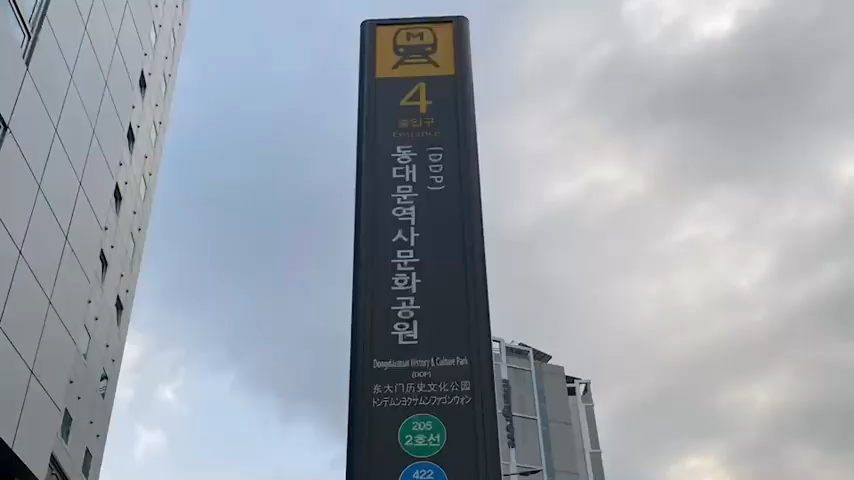 M
4
출입구
Entrance
동대문역사문화공원
(DDP)
Dongdaemun History & Culture Park
(DDP)
东大门历史文化公园
トンデムンヨクサムンファゴンウォン
205
2호선
422